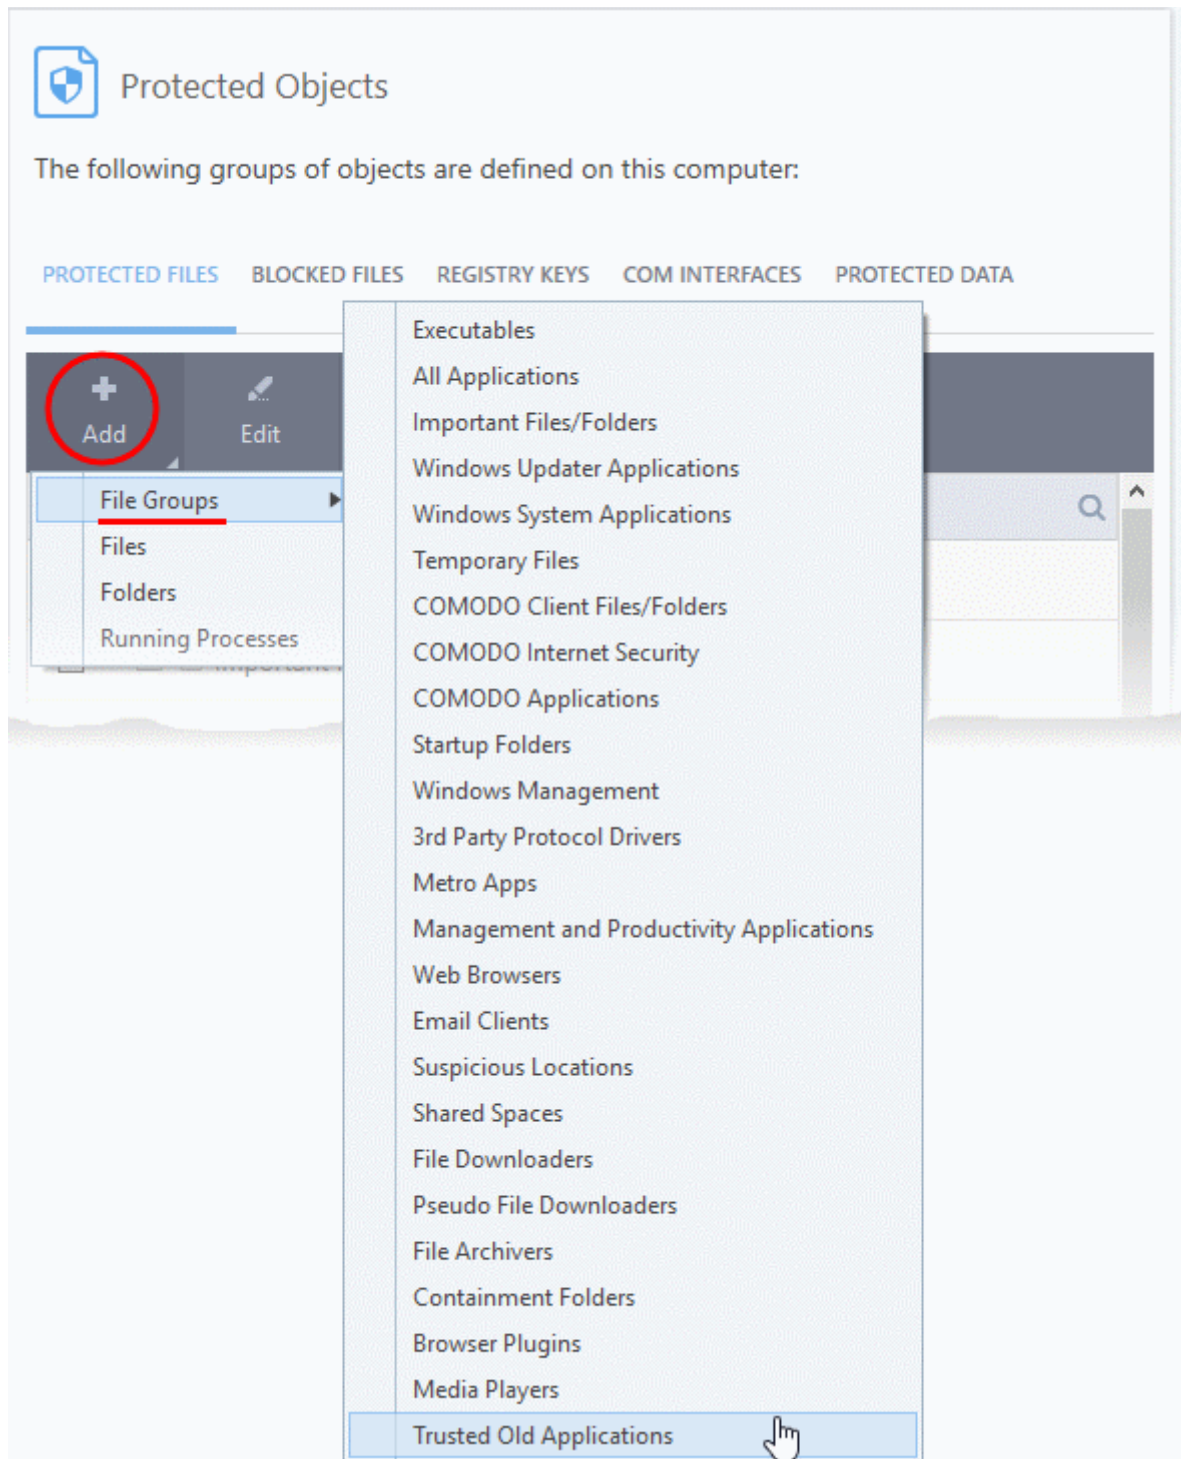 Protected Objects
The following groups of objects are defined on this computer:
PROTECTED FILES BLOCKED FILES REGISTRY KEYS COM INTERFACES PROTECTED DATA
Add Edit
File Groups
Files
Folders
Running Processes
Important
Executables
All Applications
Important Files/Folders
Windows Updater Applications
Windows System Applications
Temporary Files
COMODO Client Files/Folders
COMODO Internet Security
COMODO Applications
Startup Folders
Windows Management
3rd Party Protocol Drivers
Metro Apps
Management and Productivity Applications
Web Browsers
Email Clients
Suspicious Locations
Shared Spaces
File Downloaders
Pseudo File Downloaders
File Archivers
Containment Folders
Browser Plugins
Media Players
Trusted Old Applications